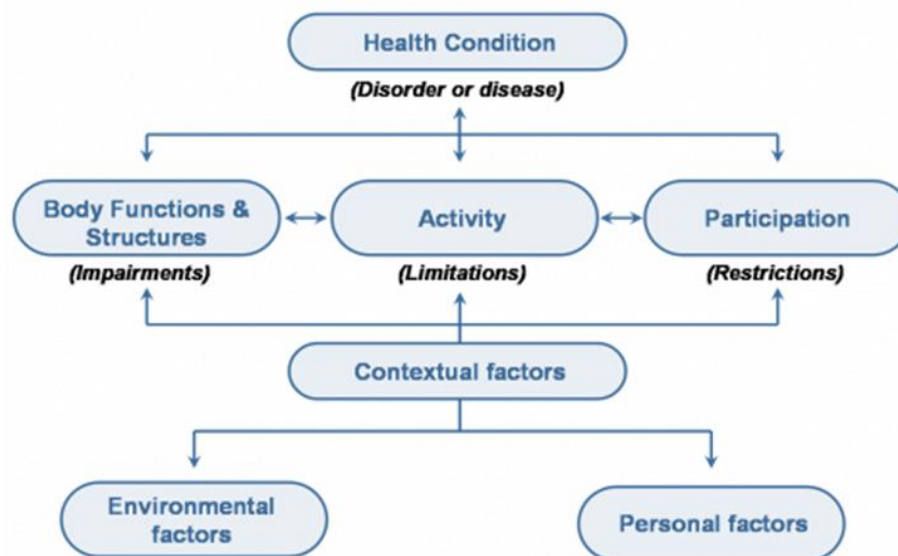 Health Condition
(Disorder or disease)
Body Functions &
Structures
Activity
Participation
(Impairments)
(Limitations)
(Restrictions)
Contextual factors
Environmental
factors
Personal factors